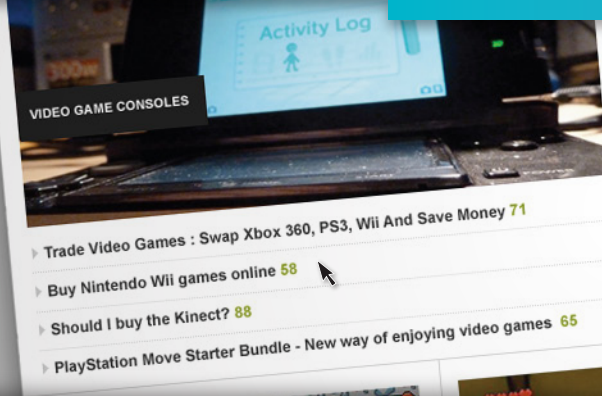 Activity Log
300w
VIDEO GAME CONSOLES
Trade Video Games : Swap Xbox 360, PS3, Wii And Save Money 71
Buy Nintendo Wii games online 58
Should I buy the Kinect? 88
PlayStation Move Starter Bundle - New way of enjoying video games 65